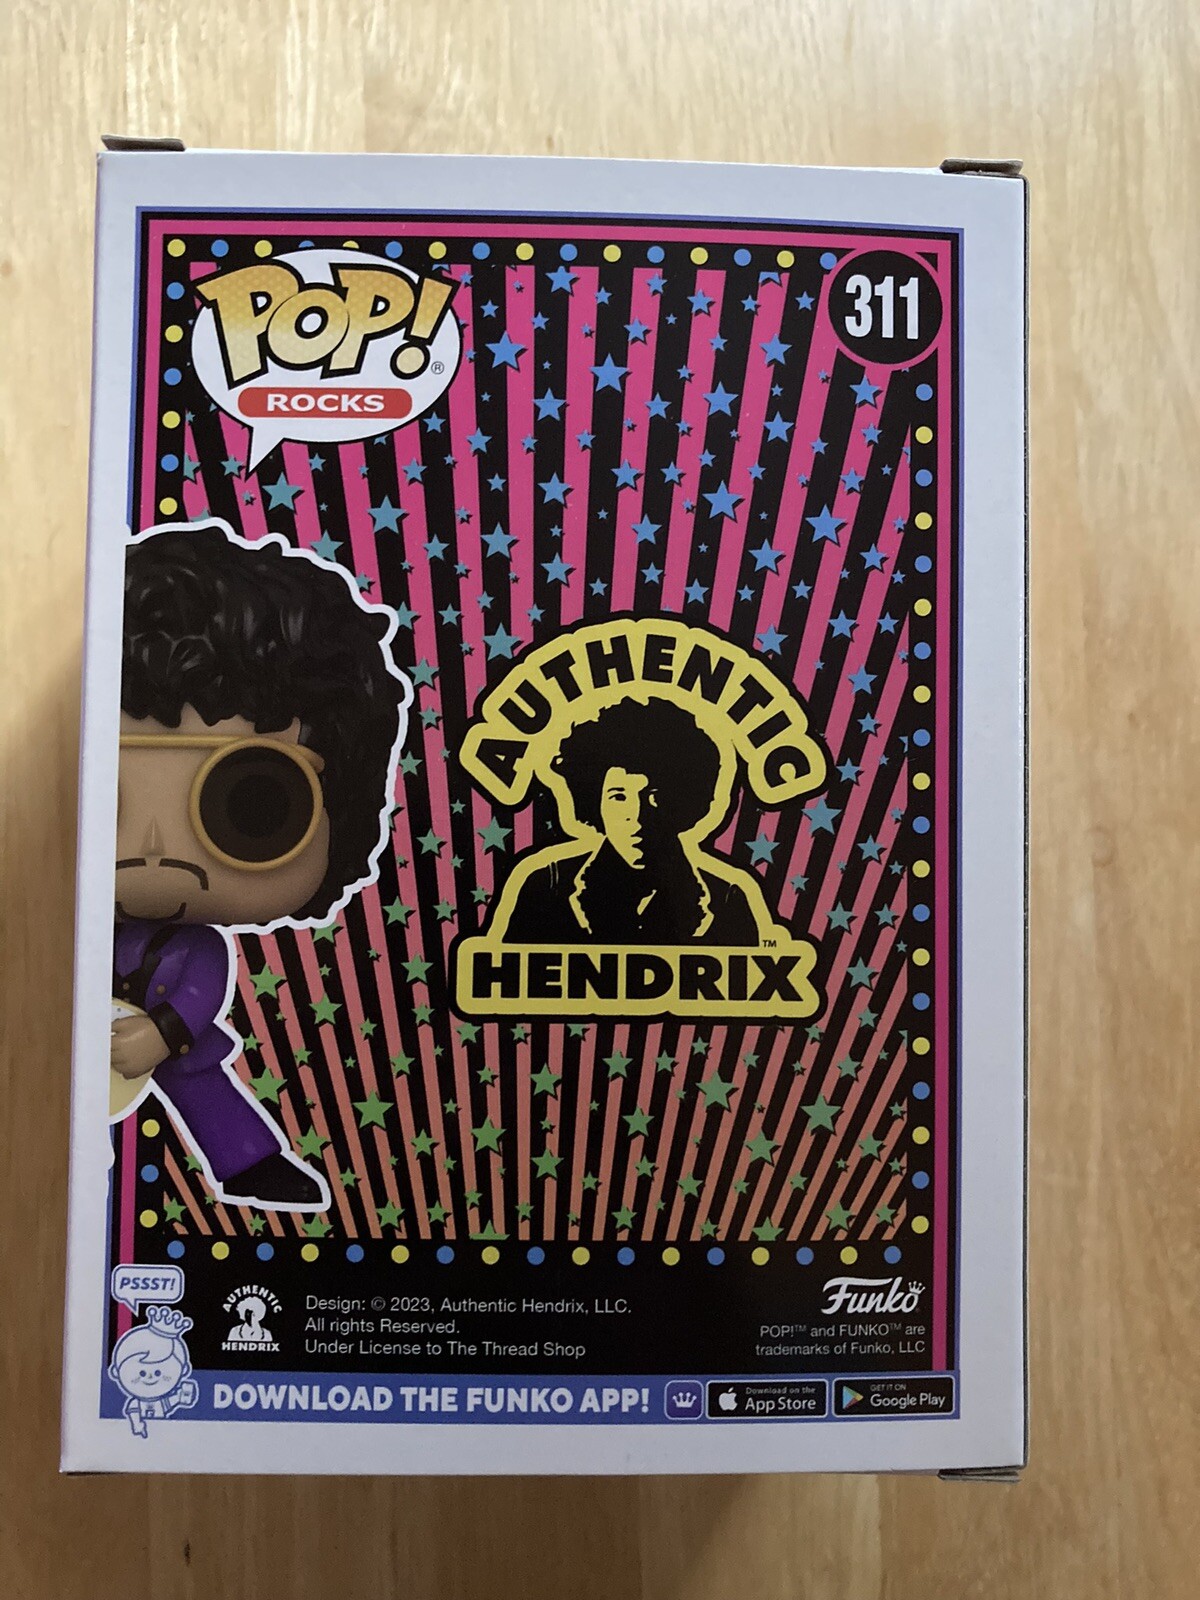 POP!®
ROCKS
311
AUTHENTIC
HENDRIX™
PSSST!
AUTHENTIC
HENDRIX
Design: © 2023, Authentic Hendrix, LLC.
All rights Reserved.
Under License to The Thread Shop
Funko
POP!™ and FUNKO™ are
trademarks of Funko, LLC
DOWNLOAD THE FUNKO APP!
Download on the
App Store
GET IT ON
Google Play